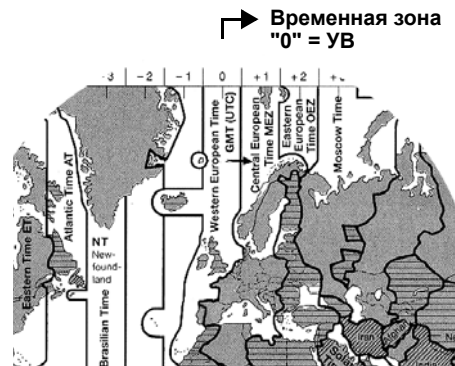 Временная зона
"0" = УВ
-3 -2 -1 0 +1 +2
Eastern Time ET
Atlantic Time AT
NT
New-
found-
land
Brasilian Time
Western European Time
GMT (UTC)
Central European
Time MEZ
Eastern
European
Time OEZ
Moscow Time
Iran